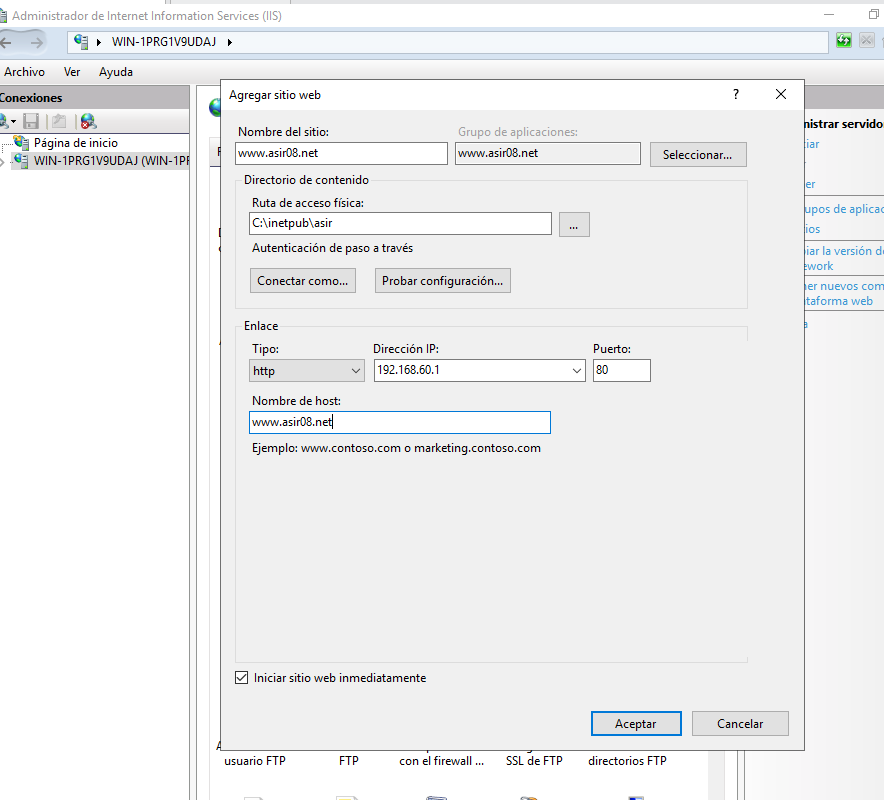 Administrador de Internet Information Services (IIS)
WIN-1PRG1V9UDAJ
Archivo Ver Ayuda
Conexiones
Página de inicio
WIN-1PRG1V9UDAJ (WIN-1PR
Agregar sitio web
?
Nombre del sitio:
Grupo de aplicaciones:
www.asir08.net
www.asir08.net
Seleccionar...
Directorio de contenido
Ruta de acceso física:
C:\inetpub\asir
...
Autenticación de paso a través
Conectar como...
Probar configuración...
Enlace
Tipo:
Dirección IP:
Puerto:
http
192.168.60.1
80
Nombre de host:
www.asir08.net
Ejemplo: www.contoso.com o marketing.contoso.com
Iniciar sitio web inmediatamente
Aceptar
Cancelar
usuario FTP
FTP
con el firewall ...
SSL de FTP
directorios FTP
nistrar servido
iar
er
upos de aplicac
ios
iar la versión de
ework
er nuevos com
taforma web